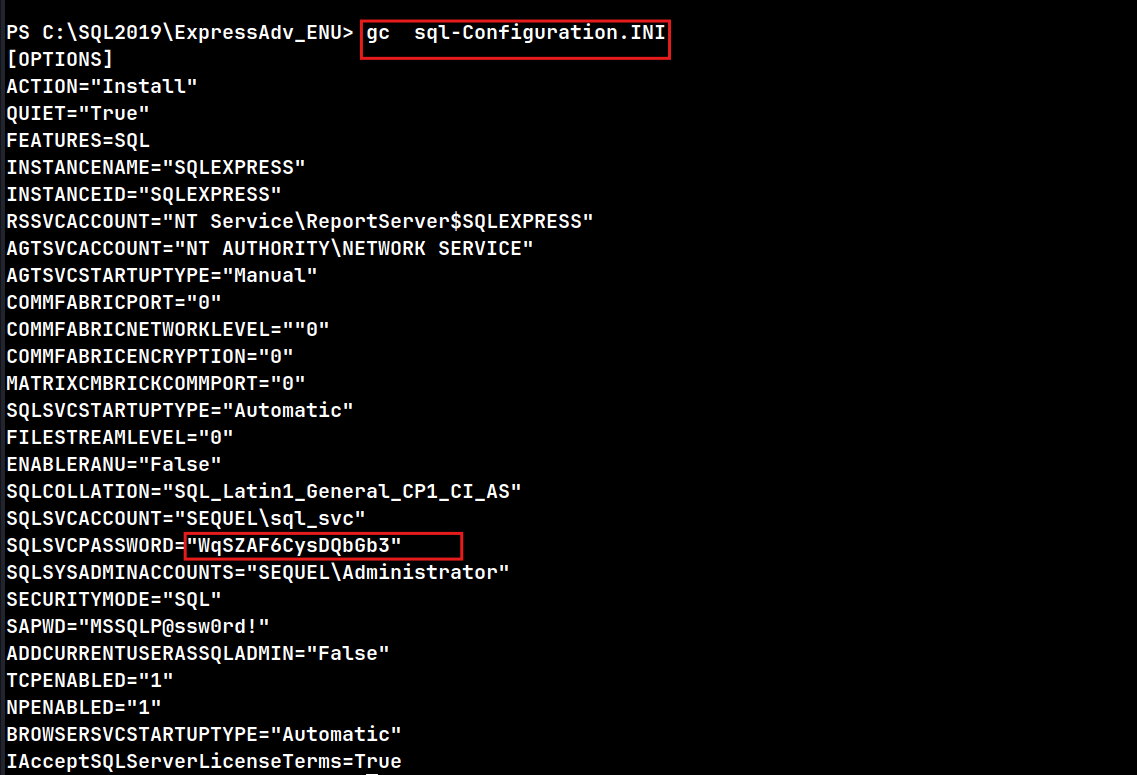 PS C:\SQL2019\ExpressAdv_ENU> gc  sql-Configuration.INI
[OPTIONS]
ACTION="Install"
QUIET="True"
FEATURES=SQL
INSTANCENAME="SQLEXPRESS"
INSTANCEID="SQLEXPRESS"
RSSVCACCOUNT="NT Service\ReportServer$SQLEXPRESS"
AGTSVCACCOUNT="NT AUTHORITY\NETWORK SERVICE"
AGTSVCSTARTUPTYPE="Manual"
COMMFABRICPORT="0"
COMMFABRICNETWORKLEVEL=""0"
COMMFABRICENCRYPTION="0"
MATRIXCMBRICKCOMMPORT="0"
SQLSVCSTARTUPTYPE="Automatic"
FILESTREAMLEVEL="0"
ENABLERANU="False"
SQLCOLLATION="SQL_Latin1_General_CP1_CI_AS"
SQLSVCACCOUNT="SEQUEL\sql_svc"
SQLSVCPASSWORD="WqSZAF6CysDQbGb3"
SQLSYSADMINACCOUNTS="SEQUEL\Administrator"
SECURITYMODE="SQL"
SAPWD="MSSQLP@ssw0rd!"
ADDCURRENTUSERASSQLADMIN="False"
TCPENABLED="1"
NPENABLED="1"
BROWSERSVCSTARTUPTYPE="Automatic"
IAcceptSQLServerLicenseTerms=True